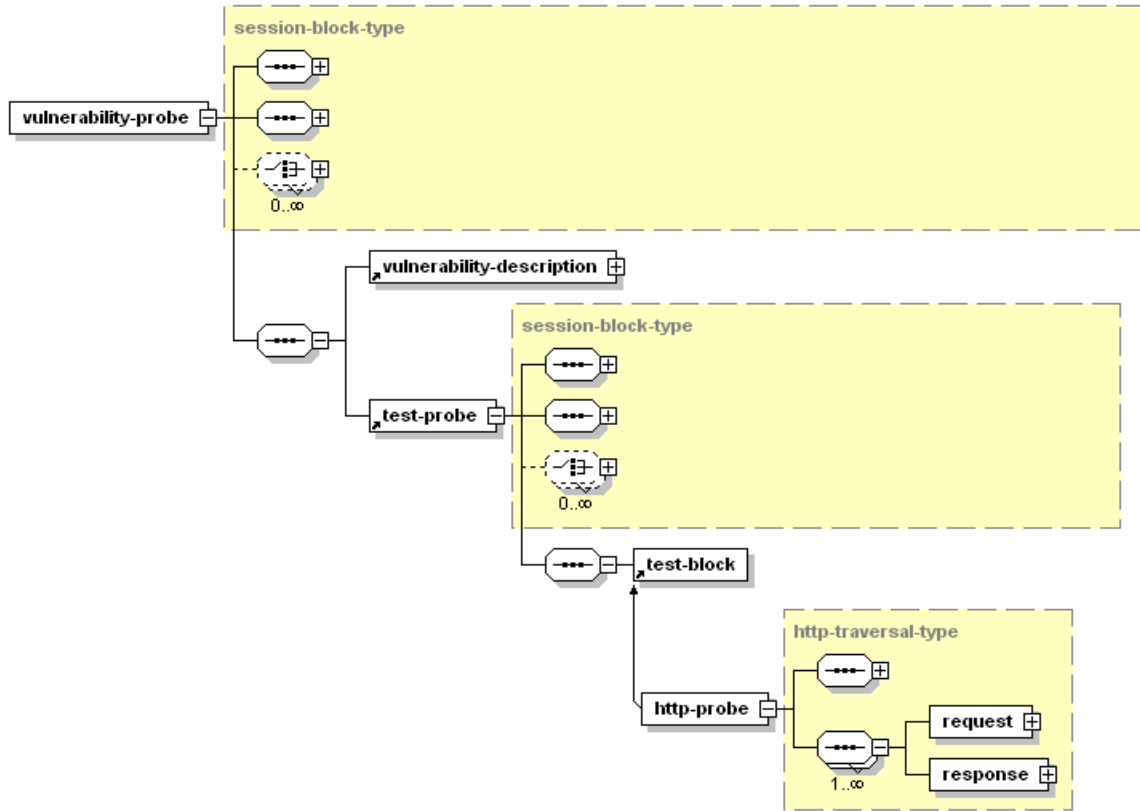 session-block-type
vulnerability-probe
0..∞
vulnerability-description
session-block-type
test-probe
0..∞
test-block
http-traversal-type
http-probe
request
response
1..∞